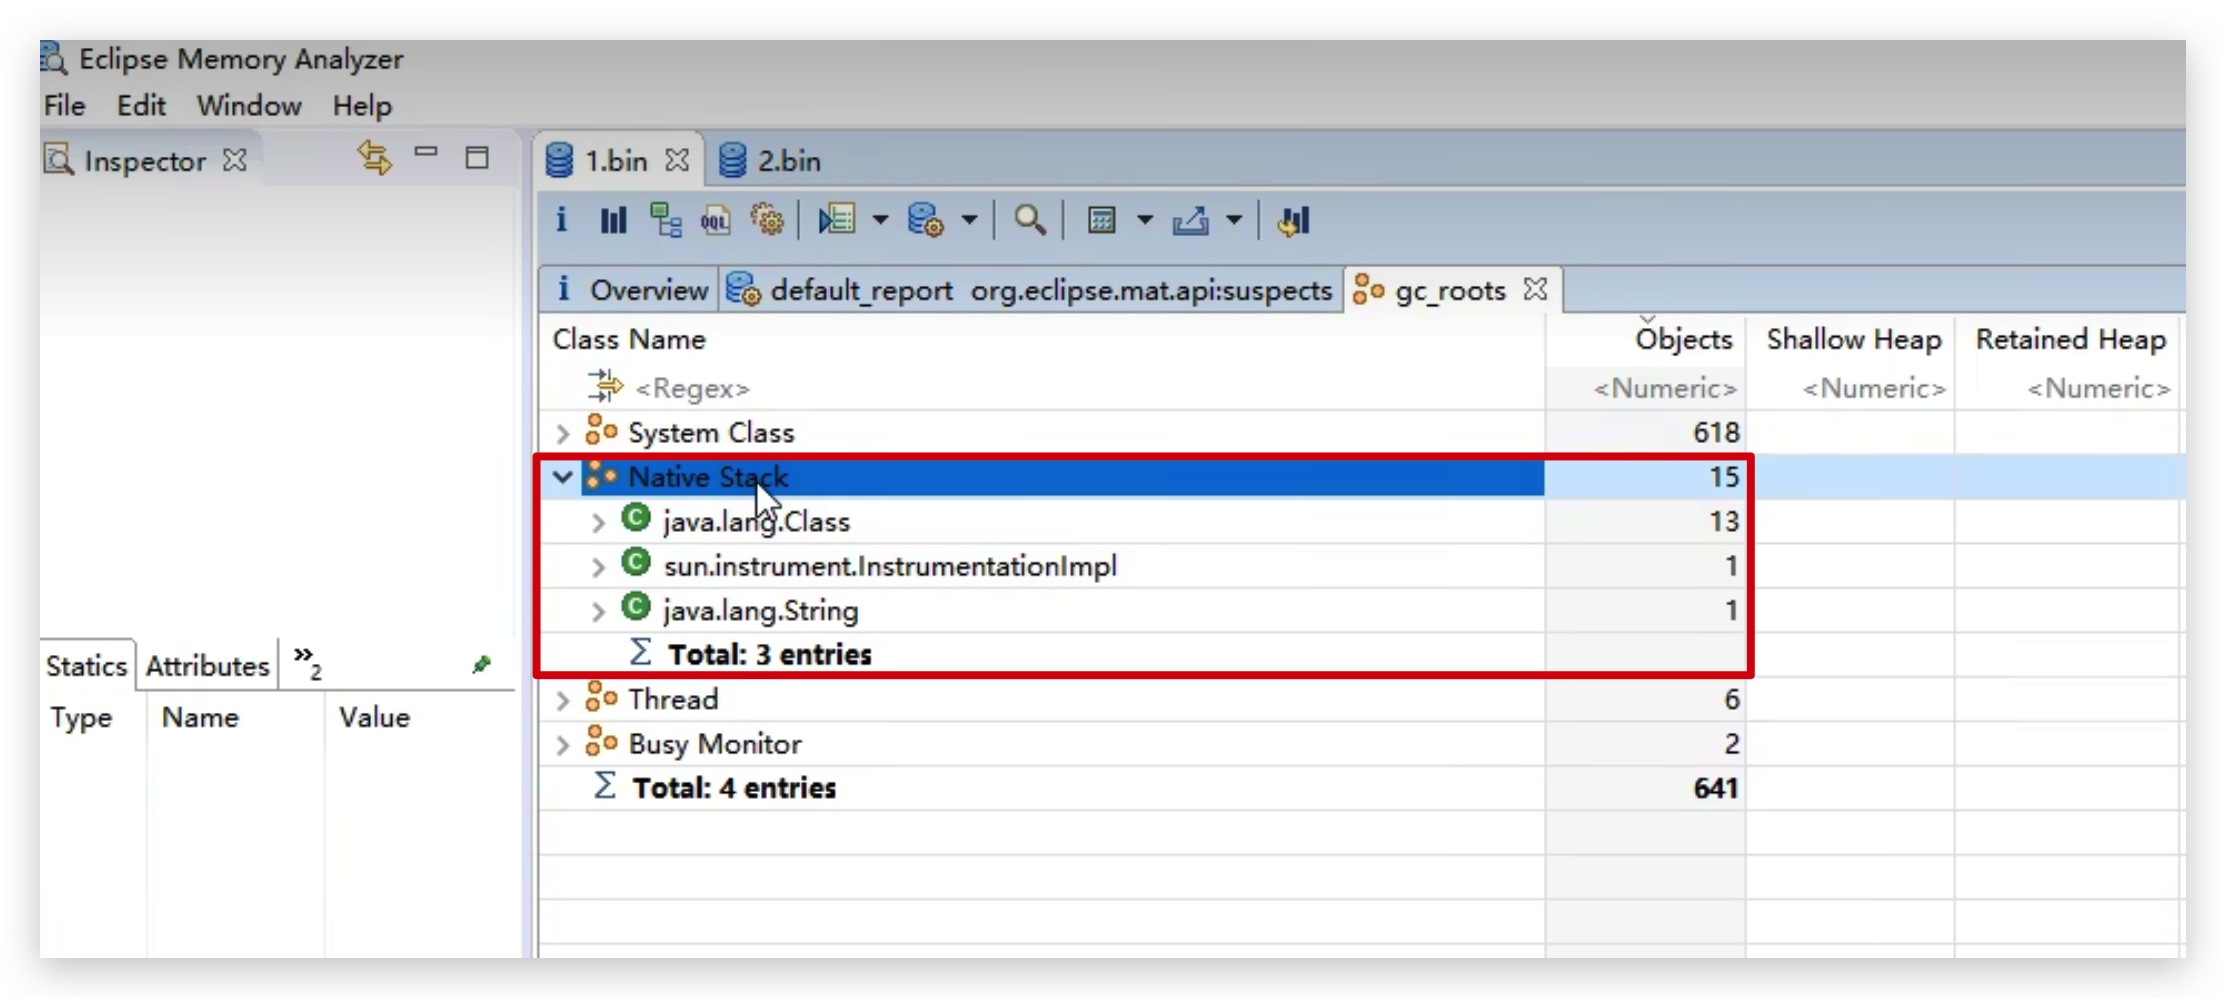 Eclipse Memory Analyzer
File Edit Window Help
Inspector
1.bin 2.bin
i OQL
i Overview default_report org.eclipse.mat.api:suspects gc_roots
Class Name Objects Shallow Heap Retained Heap
<Regex> <Numeric> <Numeric> <Numeric>
System Class 618
Native Stack 15
java.lang.Class 13
sun.instrument.InstrumentationImpl 1
java.lang.String 1
Σ Total: 3 entries
Thread 6
Busy Monitor 2
Σ Total: 4 entries 641
Statics Attributes »2
Type Name Value